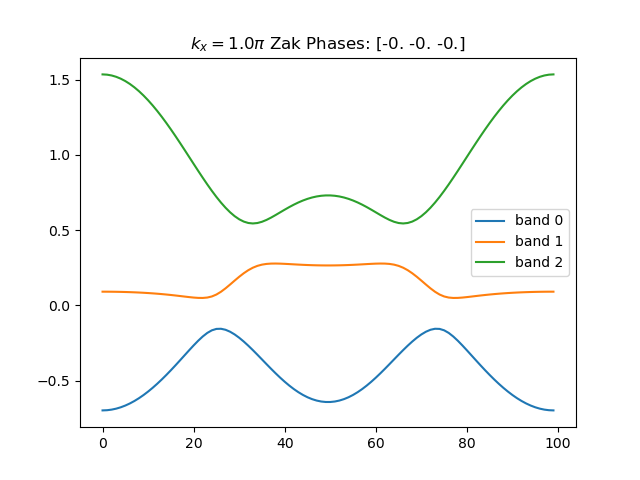 $k_x = 1.0\pi$ Zak Phases: [-0. -0. -0.]
1.5
1.0
0.5
0.0
−0.5
band 0
band 1
band 2
0 20 40 60 80 100